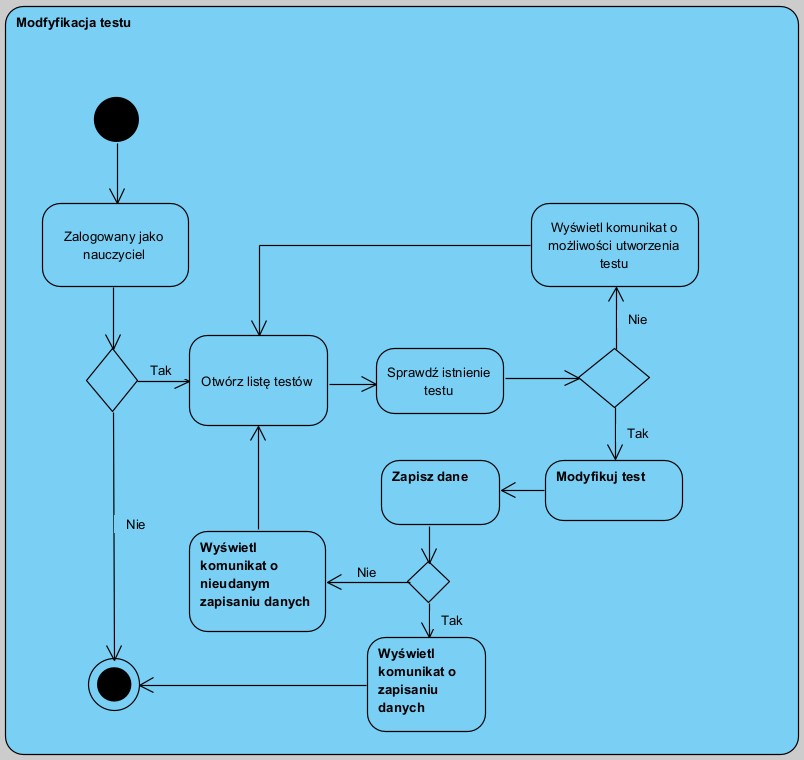 Modfyfikacja testu
Zalogowany jako
nauczyciel
Wyświetl komunikat o
możliwości utworzenia
testu
Nie
Tak
Otwórz listę testów
Sprawdź istnienie
testu
Tak
Zapisz dane
Modyfikuj test
Nie
Wyświetl
komunikat o
nieudanym
zapisaniu danych
Nie
Tak
Wyświetl
komunikat o
zapisaniu
danych